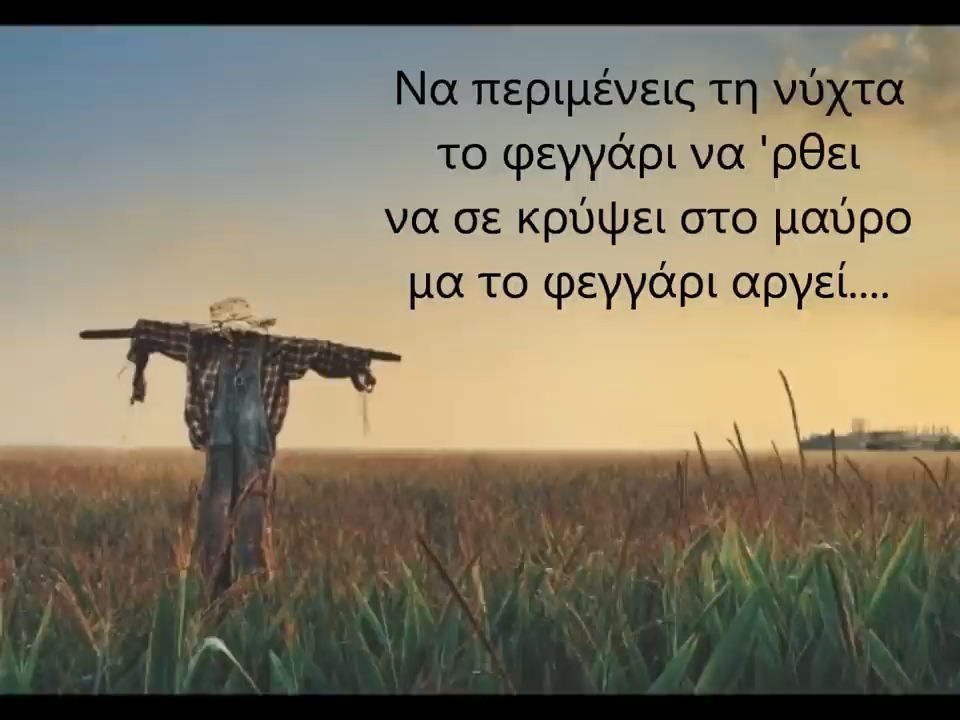 Να περιμένεις τη νύχτα
το φεγγάρι να 'ρθει
να σε κρύψει στο μαύρο
μα το φεγγάρι αργεί....